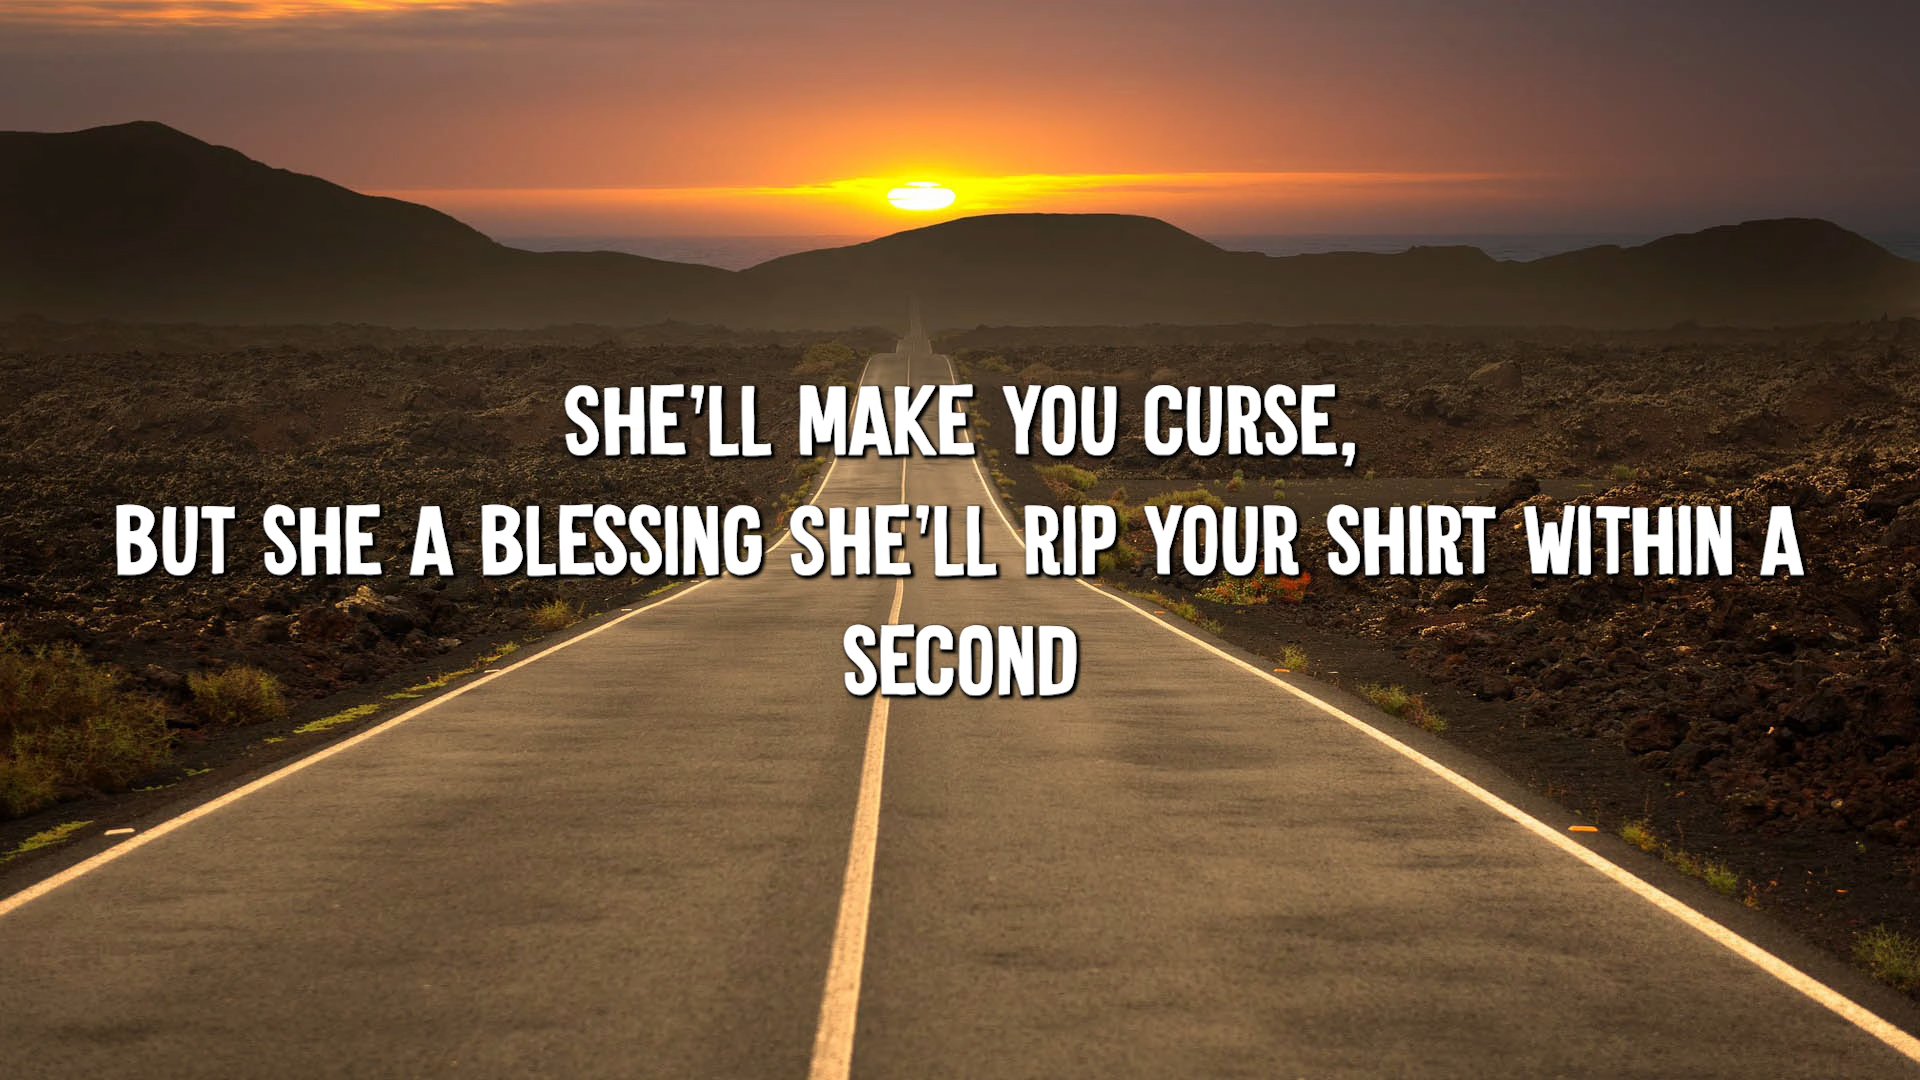 SHE'LL MAKE YOU CURSE,
BUT SHE A BLESSING SHE'LL RIP YOUR SHIRT WITHIN A
SECOND